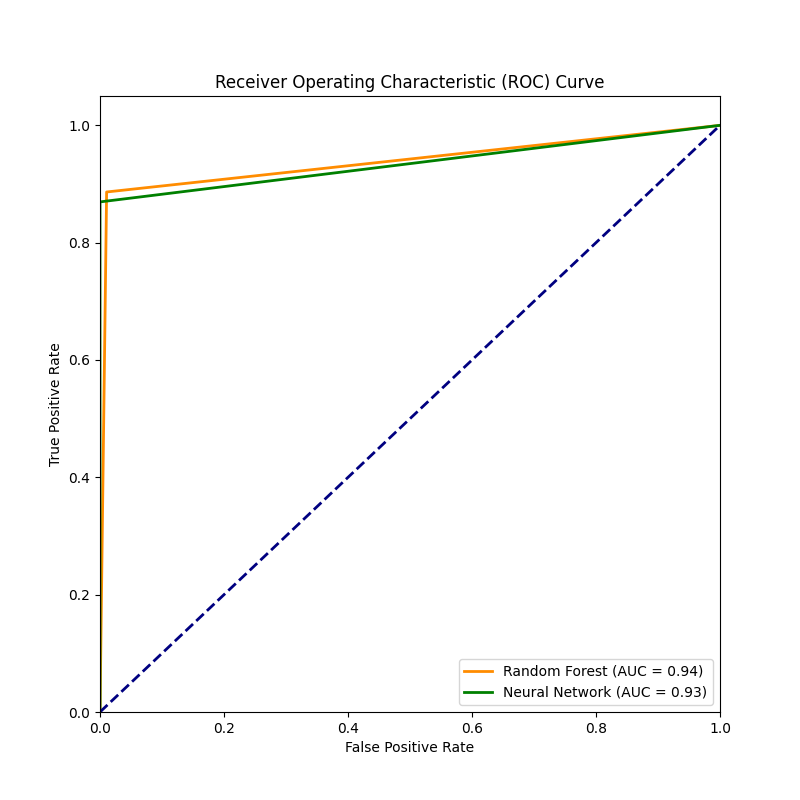 Receiver Operating Characteristic (ROC) Curve
1.0
0.8
0.6
0.4
0.2
0.0
True Positive Rate
Random Forest (AUC = 0.94)
Neural Network (AUC = 0.93)
0.0 0.2 0.4 0.6 0.8 1.0
False Positive Rate